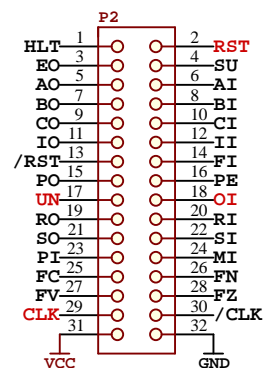 P2
HLT 1 2 RST
EO 3 4 SU
AO 5 6 AI
BO 7 8 BI
CO 9 10 CI
IO 11 12 II
/RST 13 14 FI
PO 15 16 PE
UN 17 18 OI
RO 19 20 RI
SO 21 22 SI
PI 23 24 MI
FC 25 26 FN
FV 27 28 FZ
CLK 29 30 /CLK
31 32
VCC GND